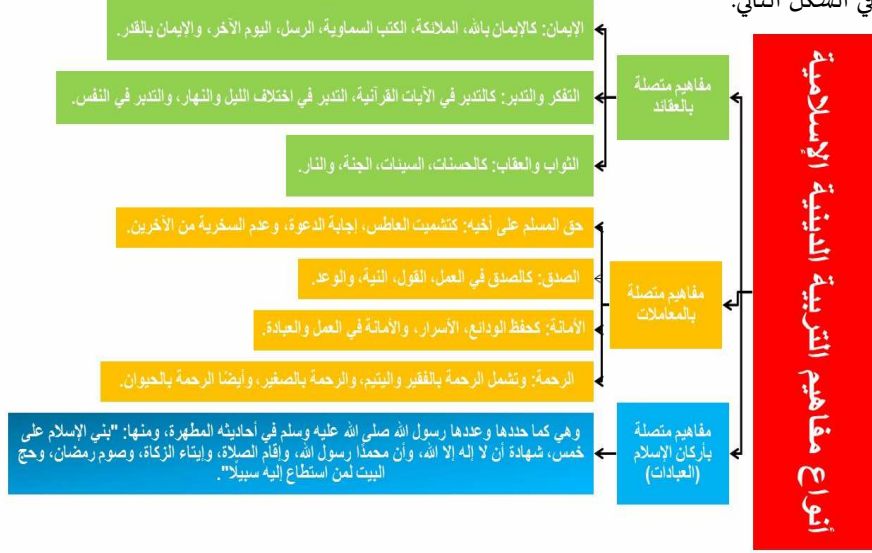 في الشكل التالي:
أنواع مفاهيم التربية الدينية الإسلامية
مفاهيم متصلة
بالعقائد
الإيمان: كالإيمان بالله، الملائكة، الكتب السماوية، الرسل، اليوم الآخر، والإيمان بالقدر.
التفكر والتدبر: كالتدبر في الآيات القرآنية، التدبر في اختلاف الليل والنهار، والتدبر في النفس.
الثواب والعقاب: كالحسنات، السيئات، الجنة، والنار.
مفاهيم متصلة
بالمعاملات
حق المسلم على أخيه: كتشميت العاطس، إجابة الدعوة، وعدم السخرية من الآخرين.
الصدق: كالصدق في العمل، القول، النية، والوعد.
الأمانة: كحفظ الودائع، الأسرار، والأمانة في العمل والعبادة.
الرحمة: وتشمل الرحمة بالفقير واليتيم، والرحمة بالصغير، وأيضًا الرحمة بالحيوان.
مفاهيم متصلة
بأركان الإسلام
(العبادات)
وهي كما حددها وعددها رسول الله صلى الله عليه وسلم في أحاديثه المطهرة، ومنها: "بني الإسلام على
خمس، شهادة أن لا إله إلا الله، وأن محمدًا رسول الله، وإقام الصلاة، وإيتاء الزكاة، وصوم رمضان، وحج
البيت لمن استطاع إليه سبيلًا".